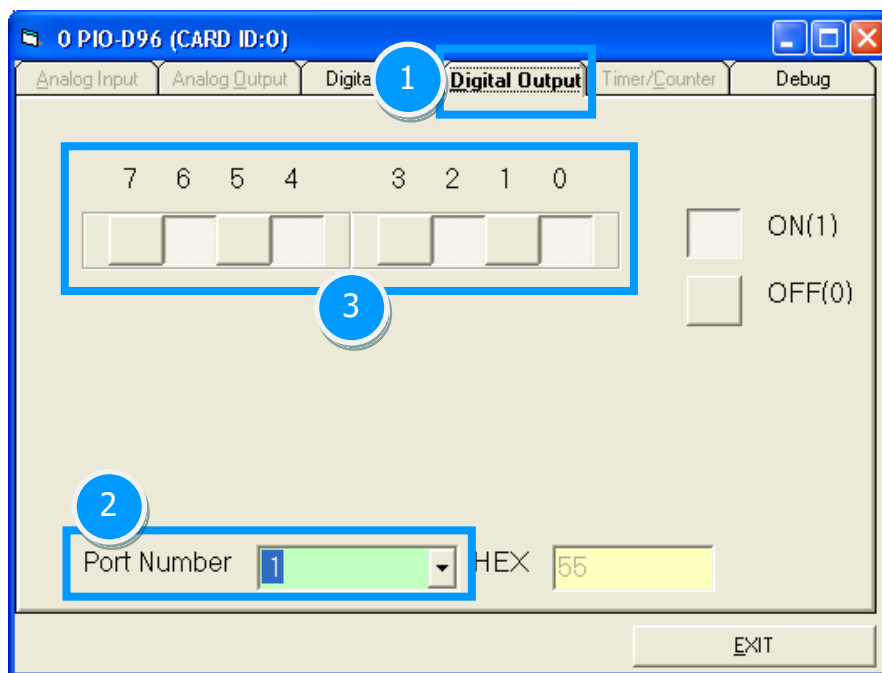 0 PIO-D96 (CARD ID:0)
Analog Input Analog Output Digita 1 Digital Output Timer/Counter Debug
7 6 5 4 3 2 1 0
ON(1)
OFF(0)
3
2
Port Number 1 HEX 55
EXIT